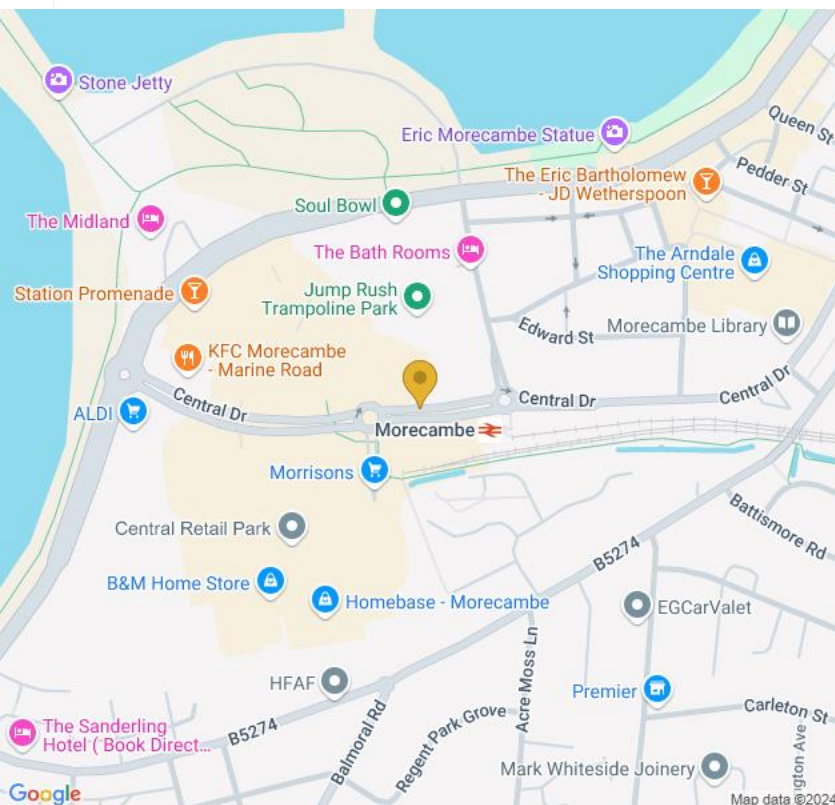 Stone Jetty
Eric Morecambe Statue
Queen St
The Eric Bartholomew
- JD Wetherspoon
Pedder St
Soul Bowl
The Midland
The Bath Rooms
The Arndale
Shopping Centre
Station Promenade
Jump Rush
Trampoline Park
Edward St
Morecambe Library
KFC Morecambe
- Marine Road
Central Dr
Central Dr
Central Dr
ALDI
Morecambe
Morrisons
Battismore Rd
Central Retail Park
B5274
B&M Home Store
Homebase - Morecambe
EGCarValet
Acre Moss Ln
HFAF
Premier
Carleton St
The Sanderling
Hotel ( Book Direct...
B5274
Balmoral Rd
Regent Park Grove
ngton Ave
Mark Whiteside Joinery
Google
Map data ©2024